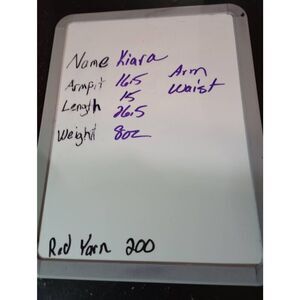 Name Kiara
Armpit 16.5 Arm
15 Waist
Length 26.5
Weight 8oz
Red Yarn 200